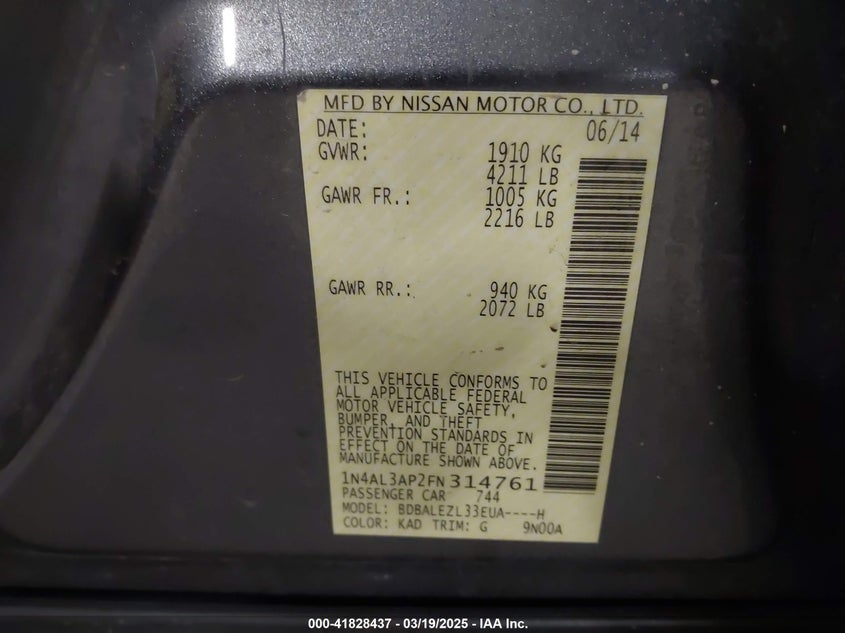 MFD BY NISSAN MOTOR CO., LTD.
DATE: 06/14
GVWR: 1910 KG
4211 LB
GAWR FR.: 1005 KG
2216 LB
GAWR RR.: 940 KG
2072 LB
THIS VEHICLE CONFORMS TO
ALL APPLICABLE FEDERAL
MOTOR VEHICLE SAFETY,
BUMPER, AND THEFT
PREVENTION STANDARDS IN
EFFECT ON THE DATE OF
MANUFACTURE SHOWN ABOVE.
1N4AL3AP2FN314761
PASSENGER CAR 744
MODEL: BDBALEZL33EUA----H
COLOR: KAD TRIM: G 9N00A
000-41828437 - 03/19/2025 - IAA Inc.